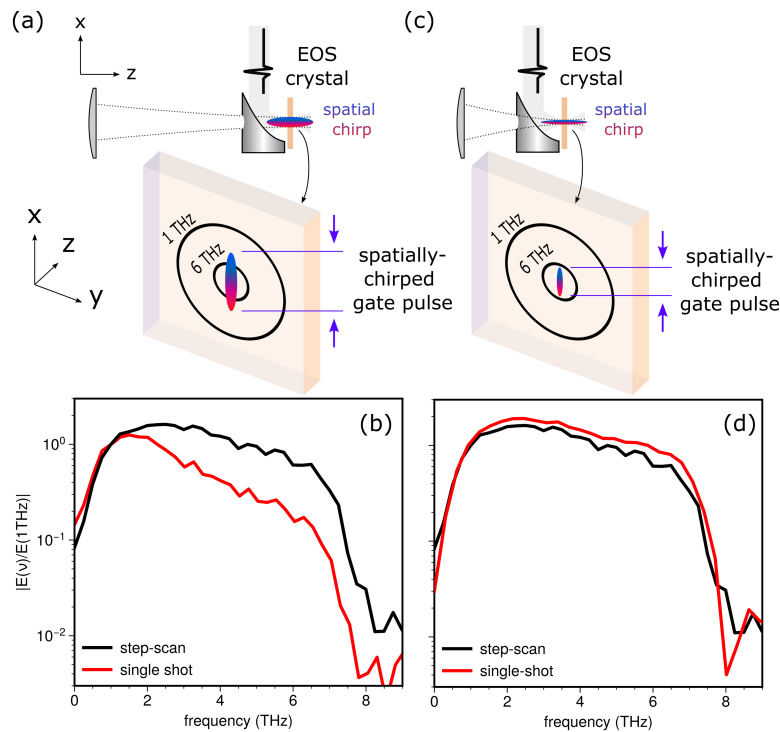 (a)
x
z
EOS
crystal
spatial
chirp
x
z
y
1 THz
6 THz
spatially-
chirped
gate pulse
(c)
EOS
crystal
spatial
chirp
1 THz
6 THz
spatially-
chirped
gate pulse
(b)
|E(ν)/E(1THz)|
10⁰
10⁻¹
10⁻²
step-scan
single shot
0 2 4 6 8
frequency (THz)
(d)
step-scan
single-shot
0 2 4 6 8
frequency (THz)